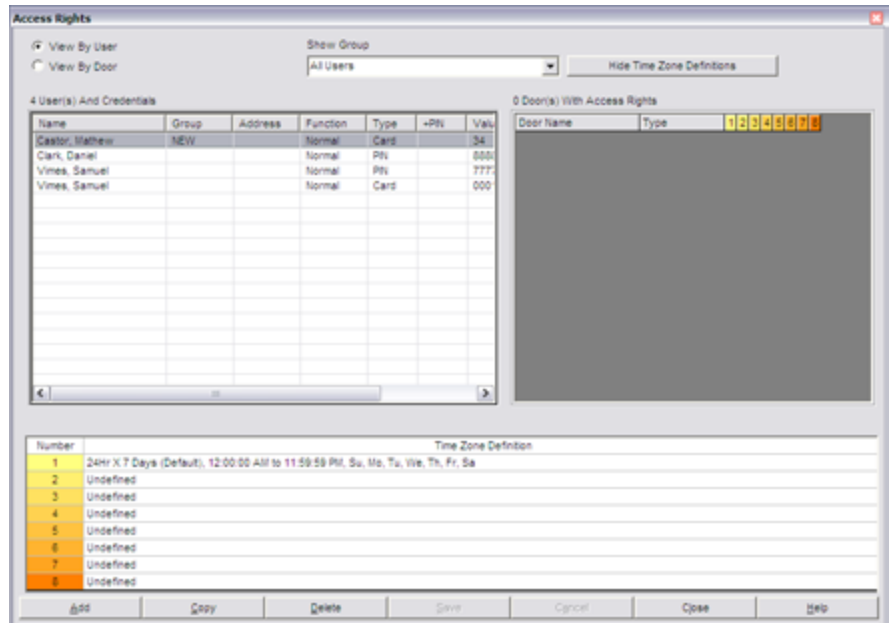 Access Rights
View By User
Show Group
View By Door
All Users
Hide Time Zone Definitions
4 User(s) And Credentials
0 Door(s) With Access Rights
Name Group Address Function Type +PIN Valu
Door Name Type 1 2 3 4 5 6 7 8
Castor, Mathew NEW Normal Card 34
Clark, Daniel Normal PIN 888
Vimes, Samuel Normal PIN 777
Vimes, Samuel Normal Card 000
Number Time Zone Definition
1 24Hr X 7 Days (Default), 12:00:00 AM to 11:59:59 PM, Su, Mo, Tu, We, Th, Fr, Sa
2 Undefined
3 Undefined
4 Undefined
5 Undefined
6 Undefined
7 Undefined
8 Undefined
Add Copy Delete Save Cancel Close Help